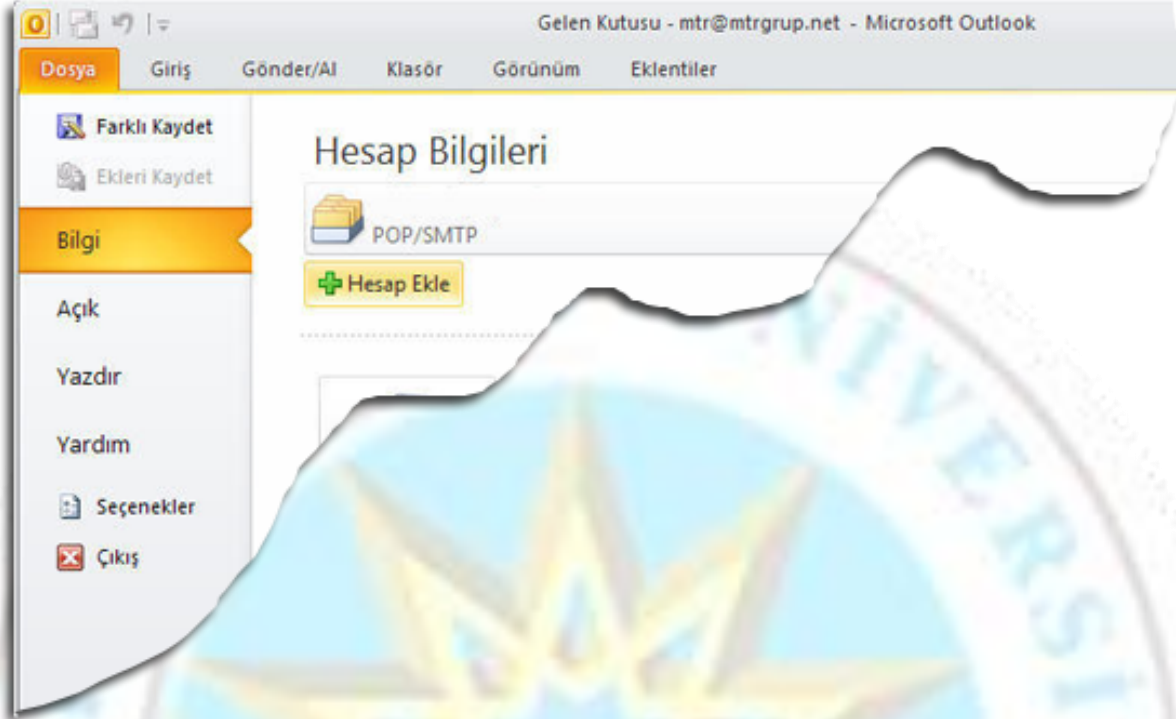 Gelen Kutusu - mtr@mtrgrup.net - Microsoft Outlook
Dosya Giriş Gönder/Al Klasör Görünüm Eklentiler
Farklı Kaydet
Ekleri Kaydet
Bilgi
Açık
Yazdır
Yardım
Seçenekler
Çıkış
Hesap Bilgileri
POP/SMTP
Hesap Ekle